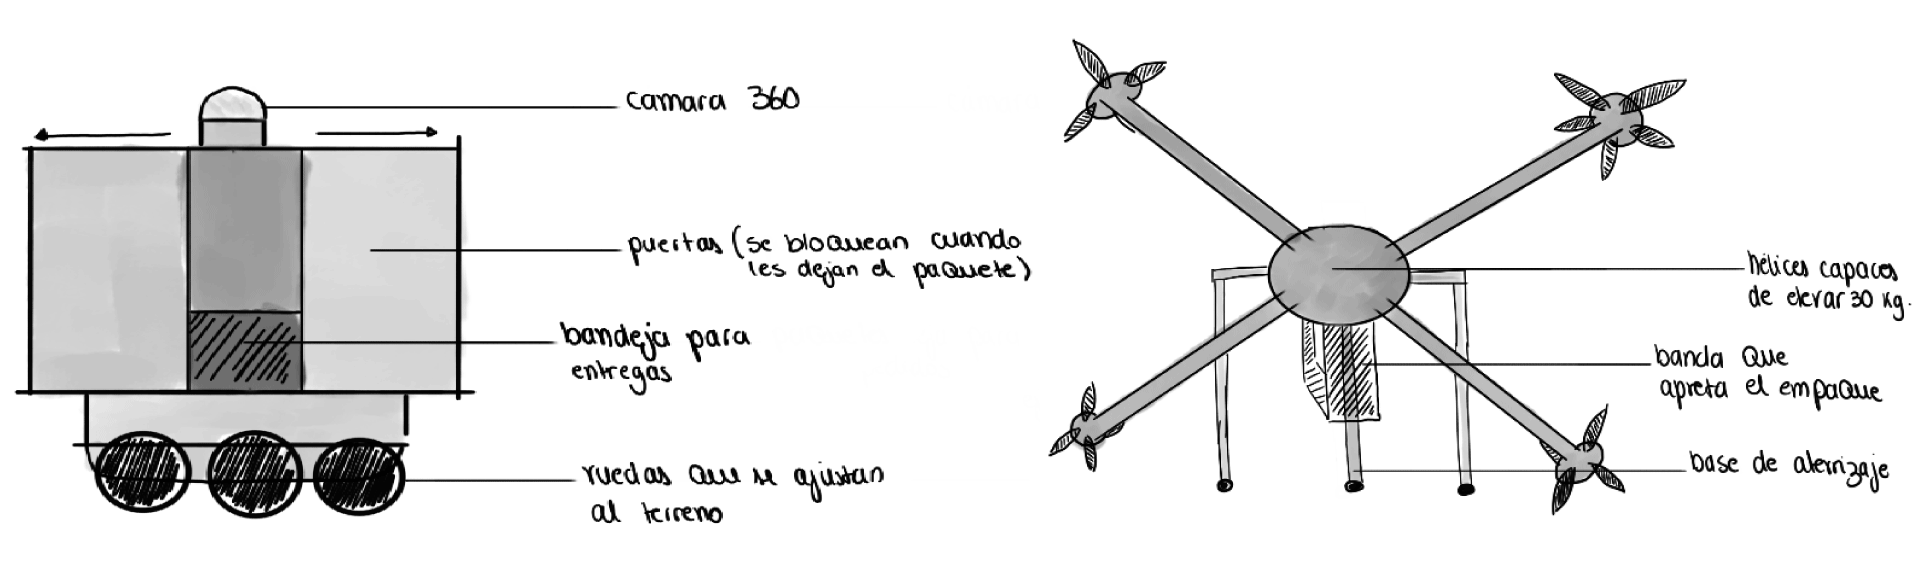 camara 360
puertas (se bloquean cuando
les dejan el paquete)
bandeja para
entregas
ruedas que se ajustan
al terreno
hélices capaces
de elevar 30 kg.
banda que
apreta el empaque
base de aterrizaje